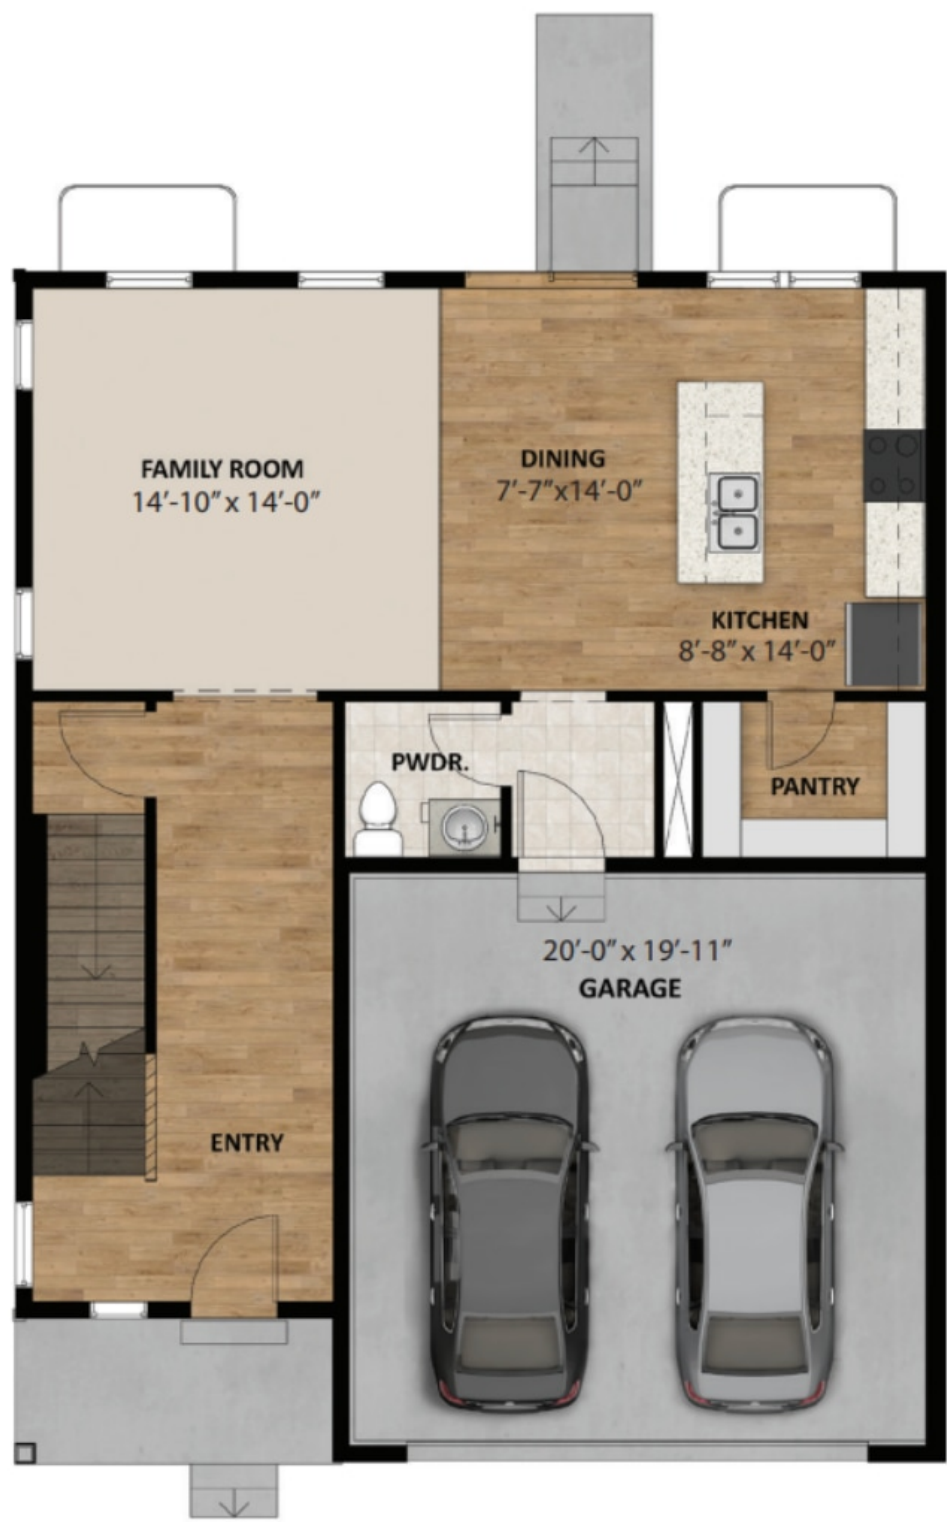 FAMILY ROOM
14'-10" x 14'-0"
DINING
7'-7"x14'-0"
KITCHEN
8'-8" x 14'-0"
PWDR.
PANTRY
20'-0" x 19'-11"
GARAGE
ENTRY